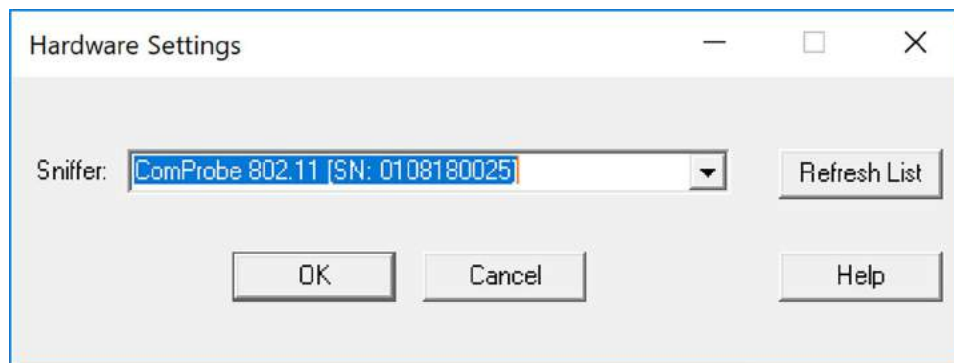 Hardware Settings
Sniffer: ComProbe 802.11 [SN: 0108180025] Refresh List
OK Cancel Help